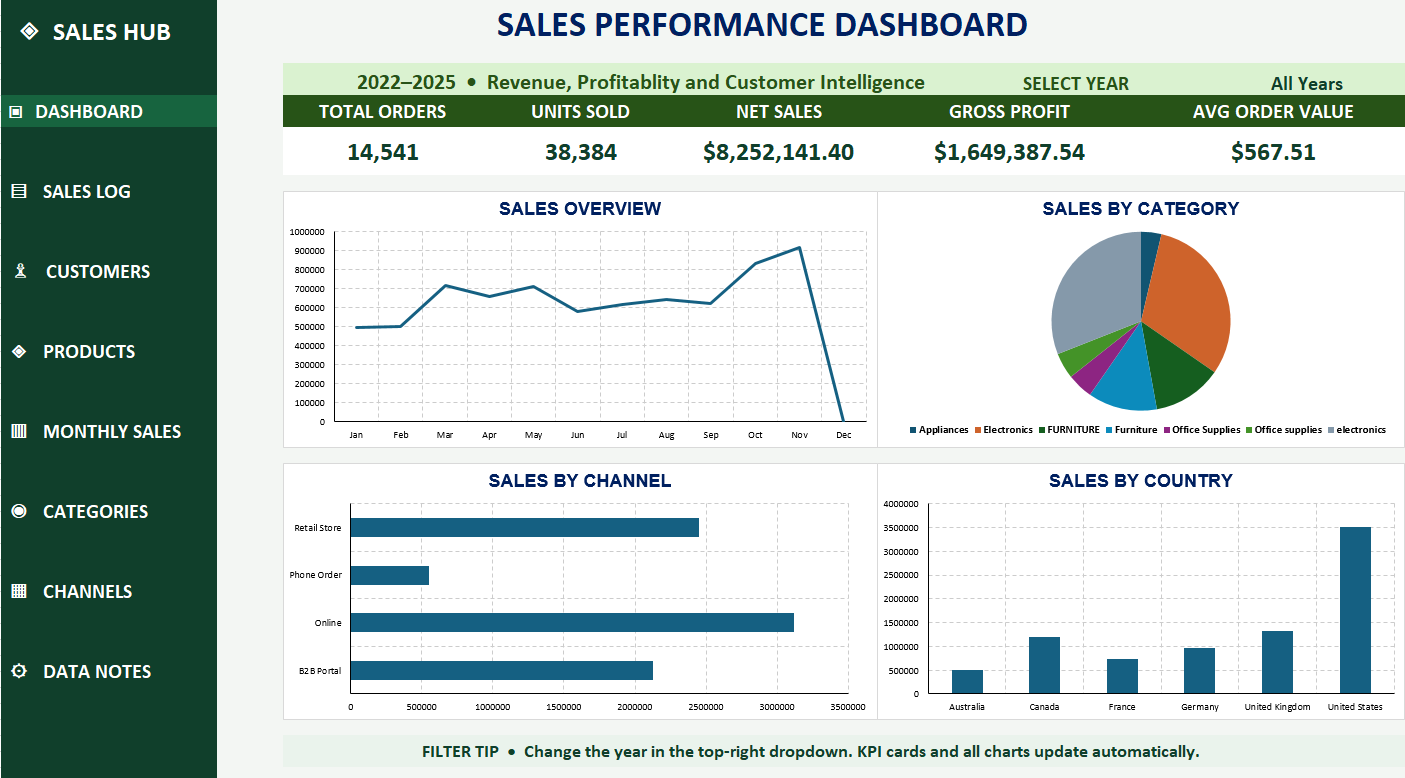 SALES HUB
DASHBOARD
SALES LOG
CUSTOMERS
PRODUCTS
MONTHLY SALES
CATEGORIES
CHANNELS
DATA NOTES
SALES PERFORMANCE DASHBOARD
2022–2025 • Revenue, Profitablity and Customer Intelligence SELECT YEAR All Years
TOTAL ORDERS UNITS SOLD NET SALES GROSS PROFIT AVG ORDER VALUE
14,541 38,384 $8,252,141.40 $1,649,387.54 $567.51
SALES OVERVIEW
1000000
900000
800000
700000
600000
500000
400000
300000
200000
100000
0
Jan Feb Mar Apr May Jun Jul Aug Sep Oct Nov Dec
SALES BY CATEGORY
Appliances Electronics FURNITURE Furniture Office Supplies Office supplies electronics
SALES BY CHANNEL
Retail Store
Phone Order
Online
B2B Portal
0 500000 1000000 1500000 2000000 2500000 3000000 3500000
SALES BY COUNTRY
4000000
3500000
3000000
2500000
2000000
1500000
1000000
500000
0
Australia Canada France Germany United Kingdom United States
FILTER TIP • Change the year in the top-right dropdown. KPI cards and all charts update automatically.